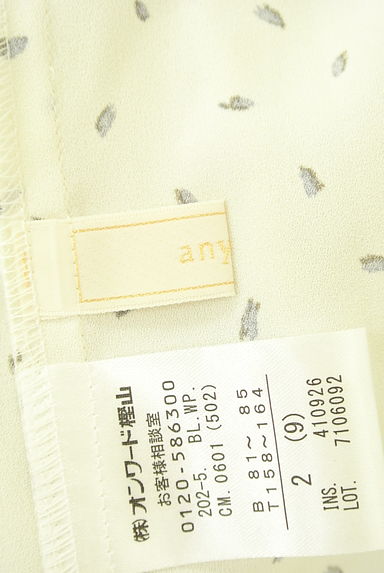 any
(株)オンワード樫山
お客様相談室
0120-586300
202-5. BL.WP.
CM. 0601 (502)
B 81~ 85
T158~164
2 (9)
INS. 410926
LOT. 7106092